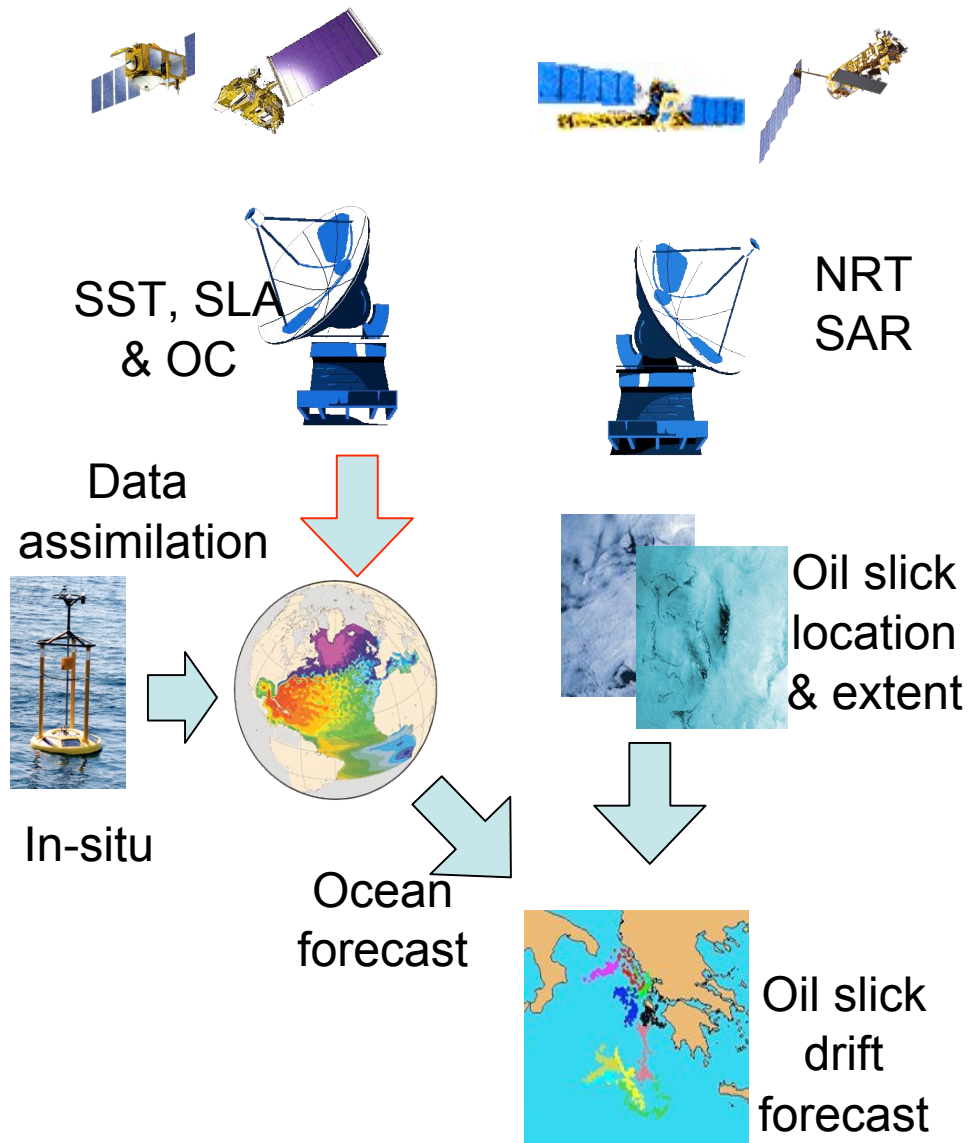 SST, SLA
& OC
NRT
SAR
Data
assimilation
Oil slick
location
& extent
In-situ
Ocean
forecast
Oil slick
drift
forecast